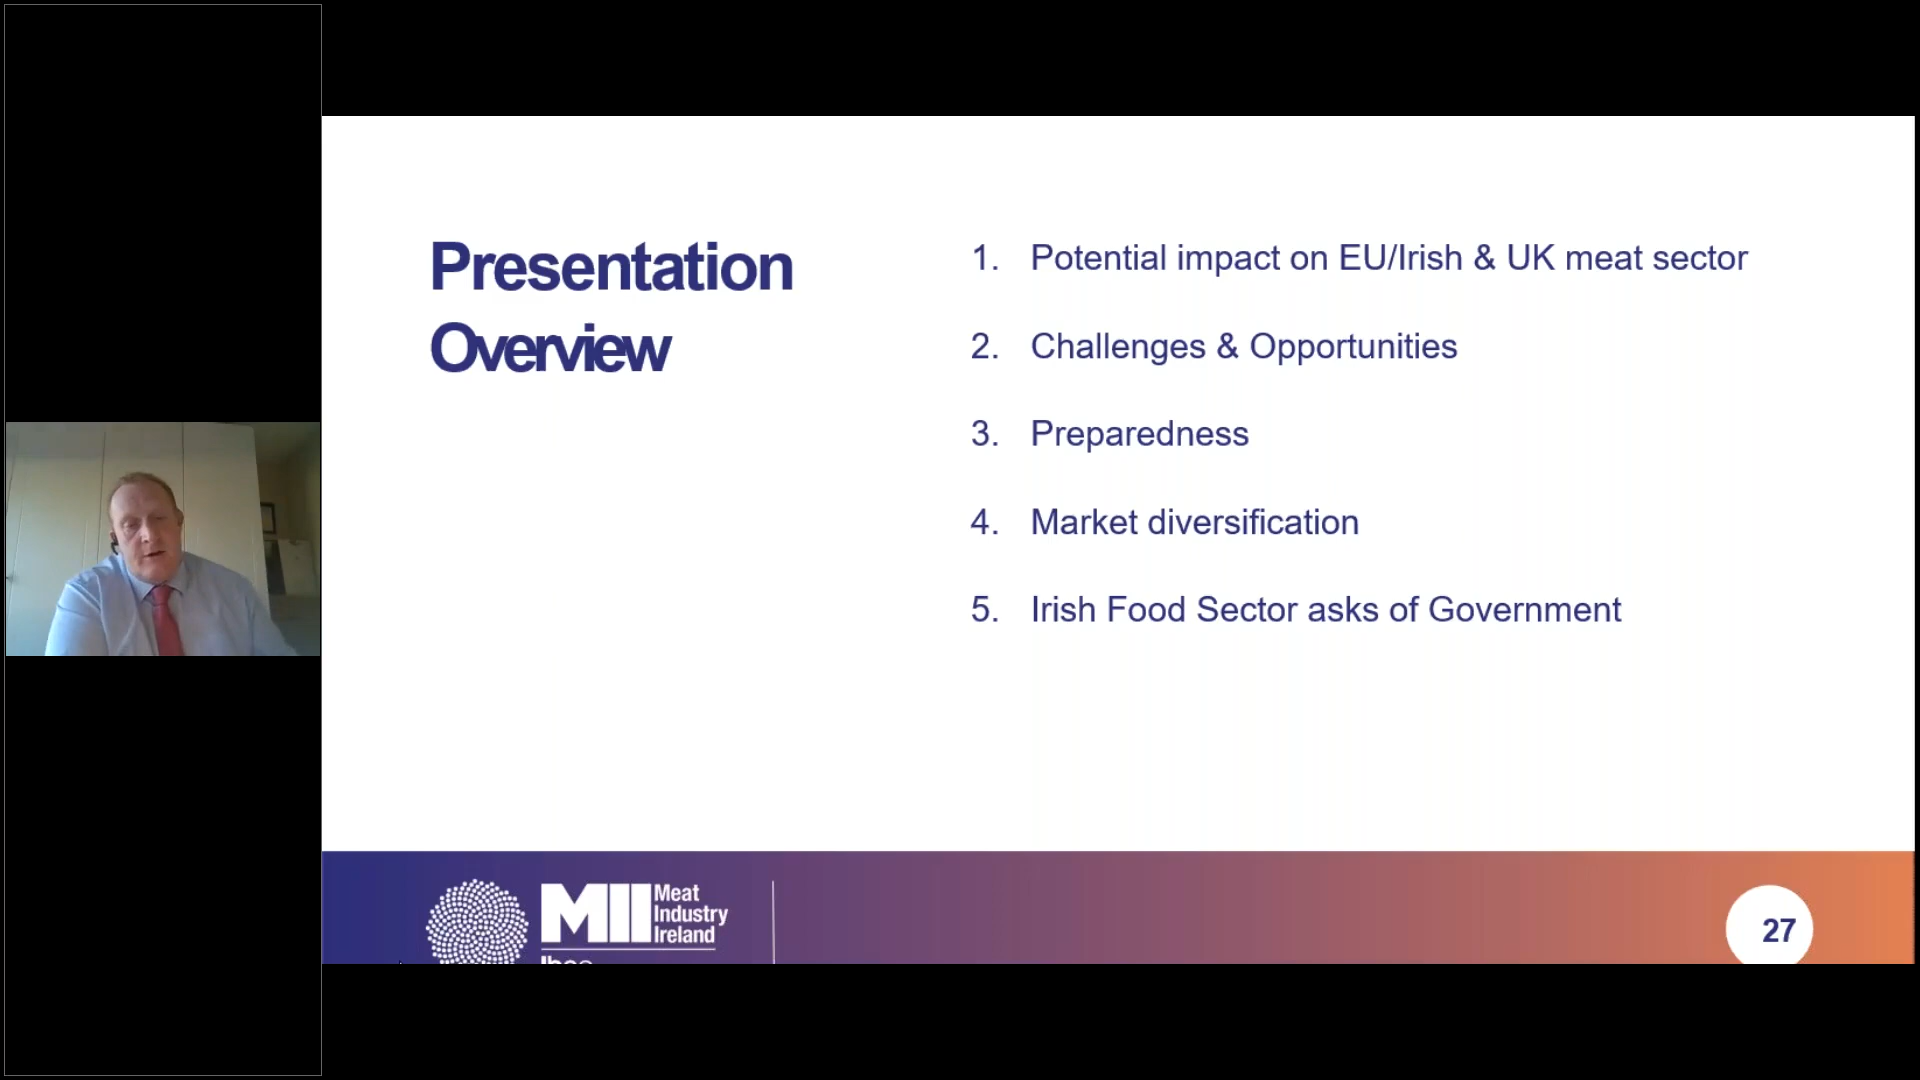 Presentation
Overview
1. Potential impact on EU/Irish & UK meat sector
2. Challenges & Opportunities
3. Preparedness
4. Market diversification
5. Irish Food Sector asks of Government
MII
Meat
Industry
Ireland
27